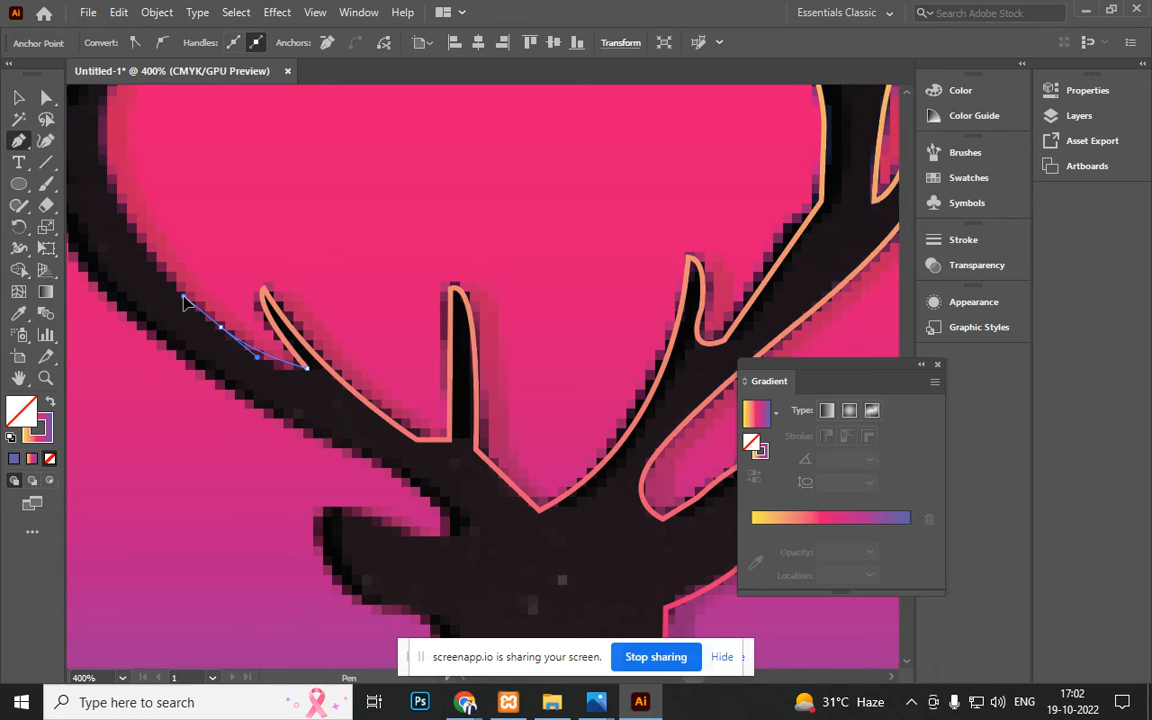 Ai File Edit Object Type Select Effect View Window Help Essentials Classic Search Adobe Stock
Anchor Point Convert: Handles: Anchors: Transform
Untitled-1* @ 400% (CMYK/GPU Preview)
Color
Color Guide
Brushes
Swatches
Symbols
Stroke
Transparency
Appearance
Graphic Styles
Properties
Layers
Asset Export
Artboards
Gradient
Type:
Stroke:
Opacity:
Location:
screenapp.io is sharing your screen. Stop sharing Hide
400% 1 Pen
Type here to search Ps Ai 31°C Haze ENG 17:02
19-10-2022